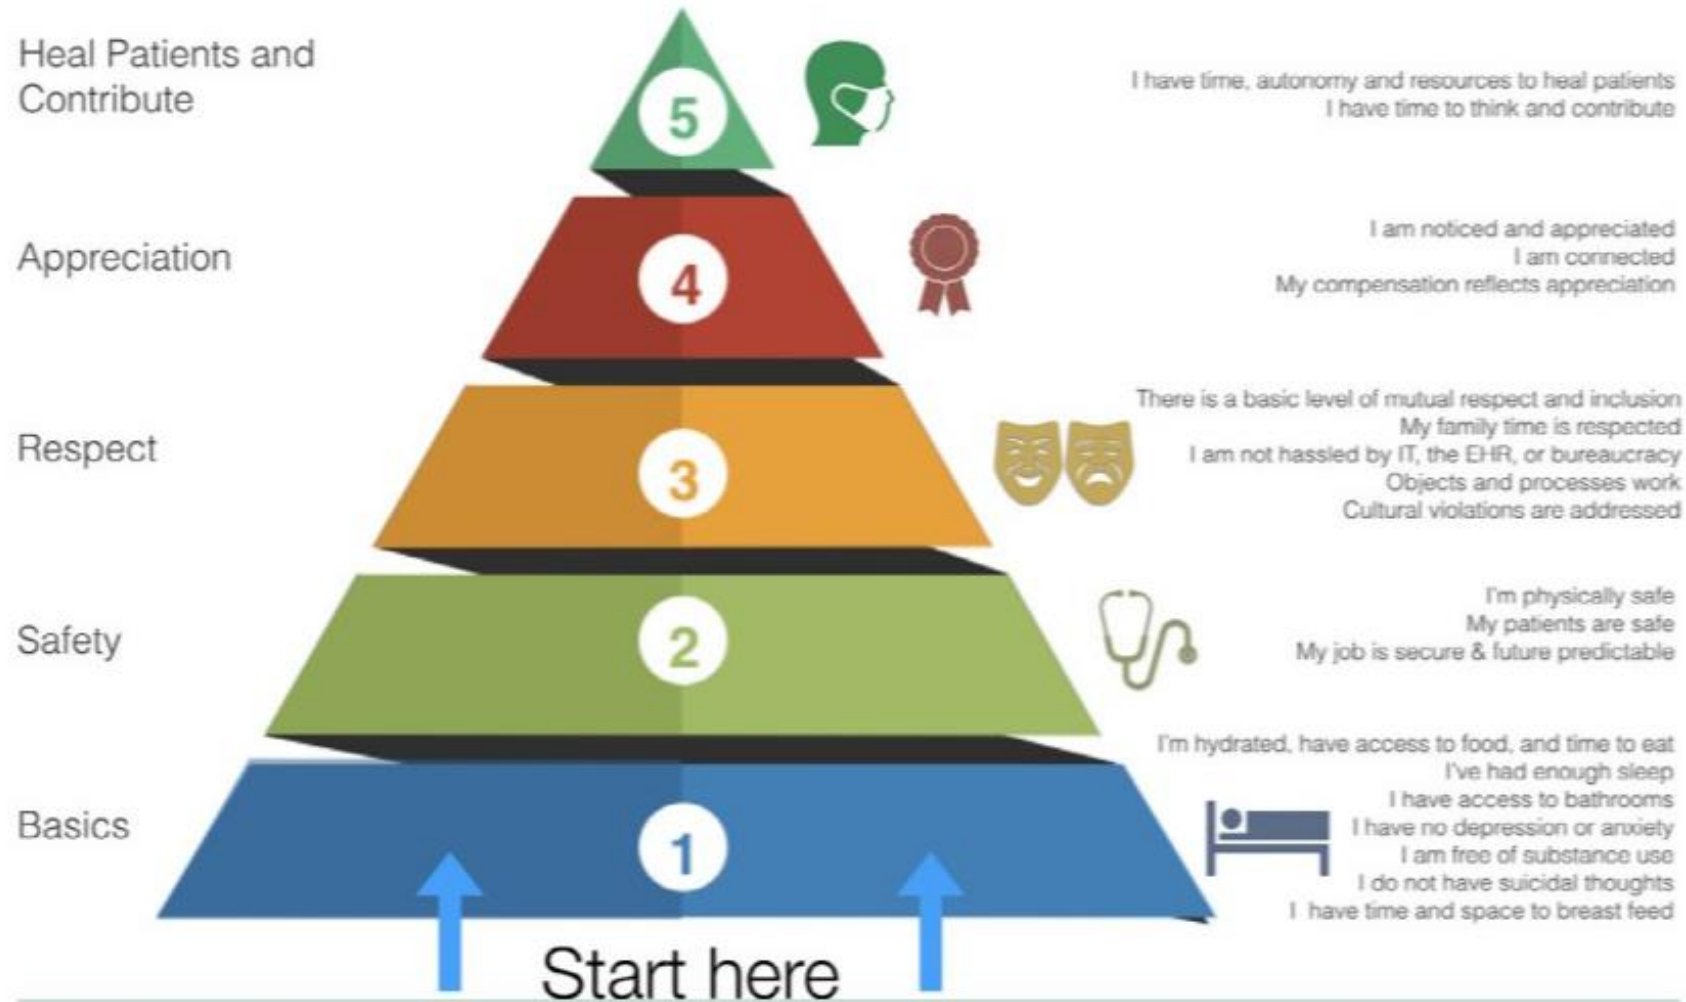 Heal Patients and
Contribute
5
I have time, autonomy and resources to heal patients
I have time to think and contribute
Appreciation
4
I am noticed and appreciated
I am connected
My compensation reflects appreciation
Respect
3
There is a basic level of mutual respect and inclusion
My family time is respected
I am not hassled by IT, the EHR, or bureaucracy
Objects and processes work
Cultural violations are addressed
Safety
2
I'm physically safe
My patients are safe
My job is secure & future predictable
Basics
1
I'm hydrated, have access to food, and time to eat
I've had enough sleep
I have access to bathrooms
I have no depression or anxiety
I am free of substance use
I do not have suicidal thoughts
I have time and space to breast feed
Start here